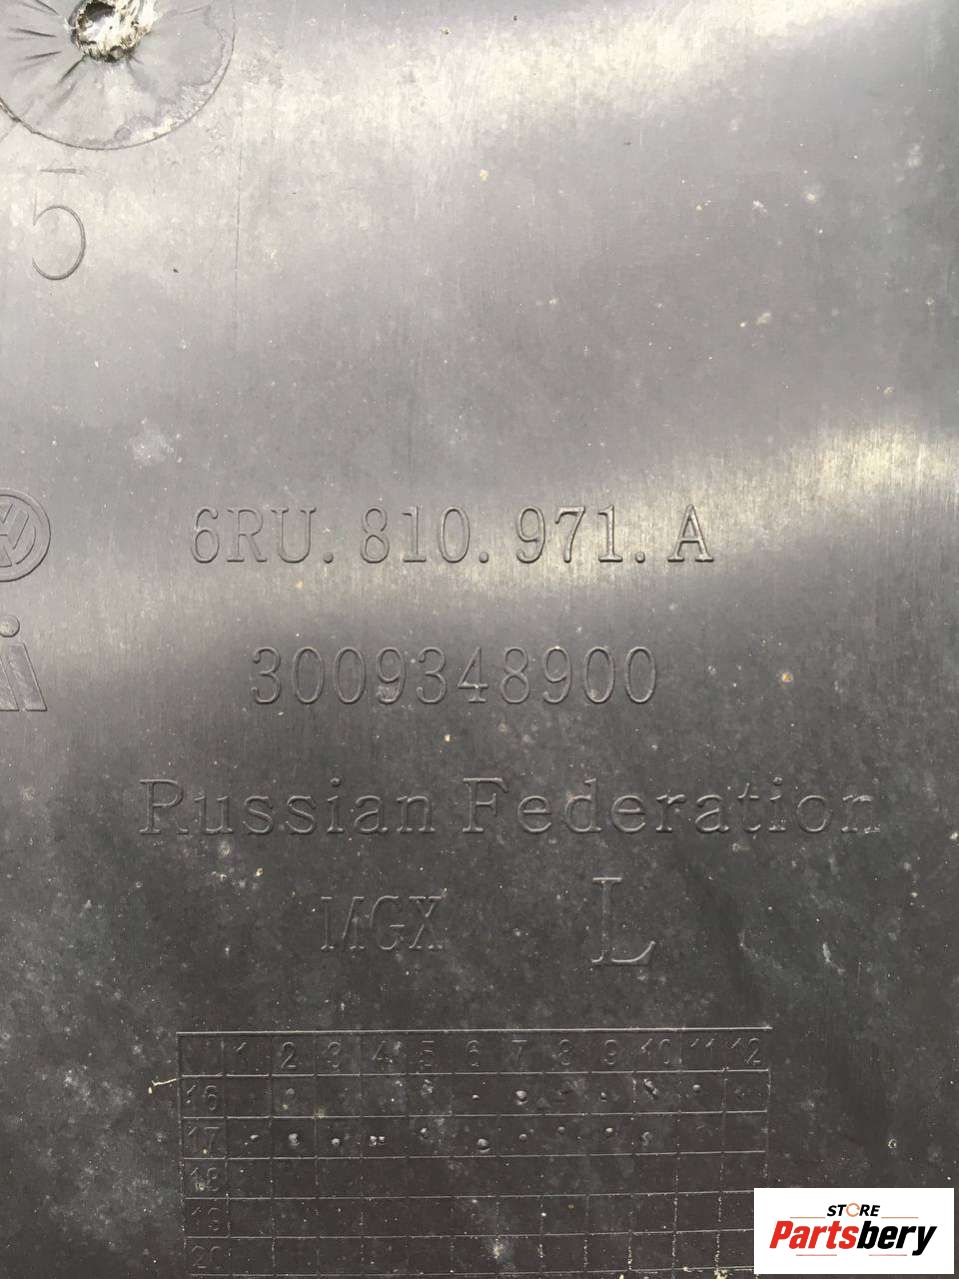 5
VW
6RU.810.971.A
3009348900
Russian Federation
MGX L
1 2 3 4 5 6 7 8 9 10 11 12
16
17
18
19
20
STORE
Partsbery